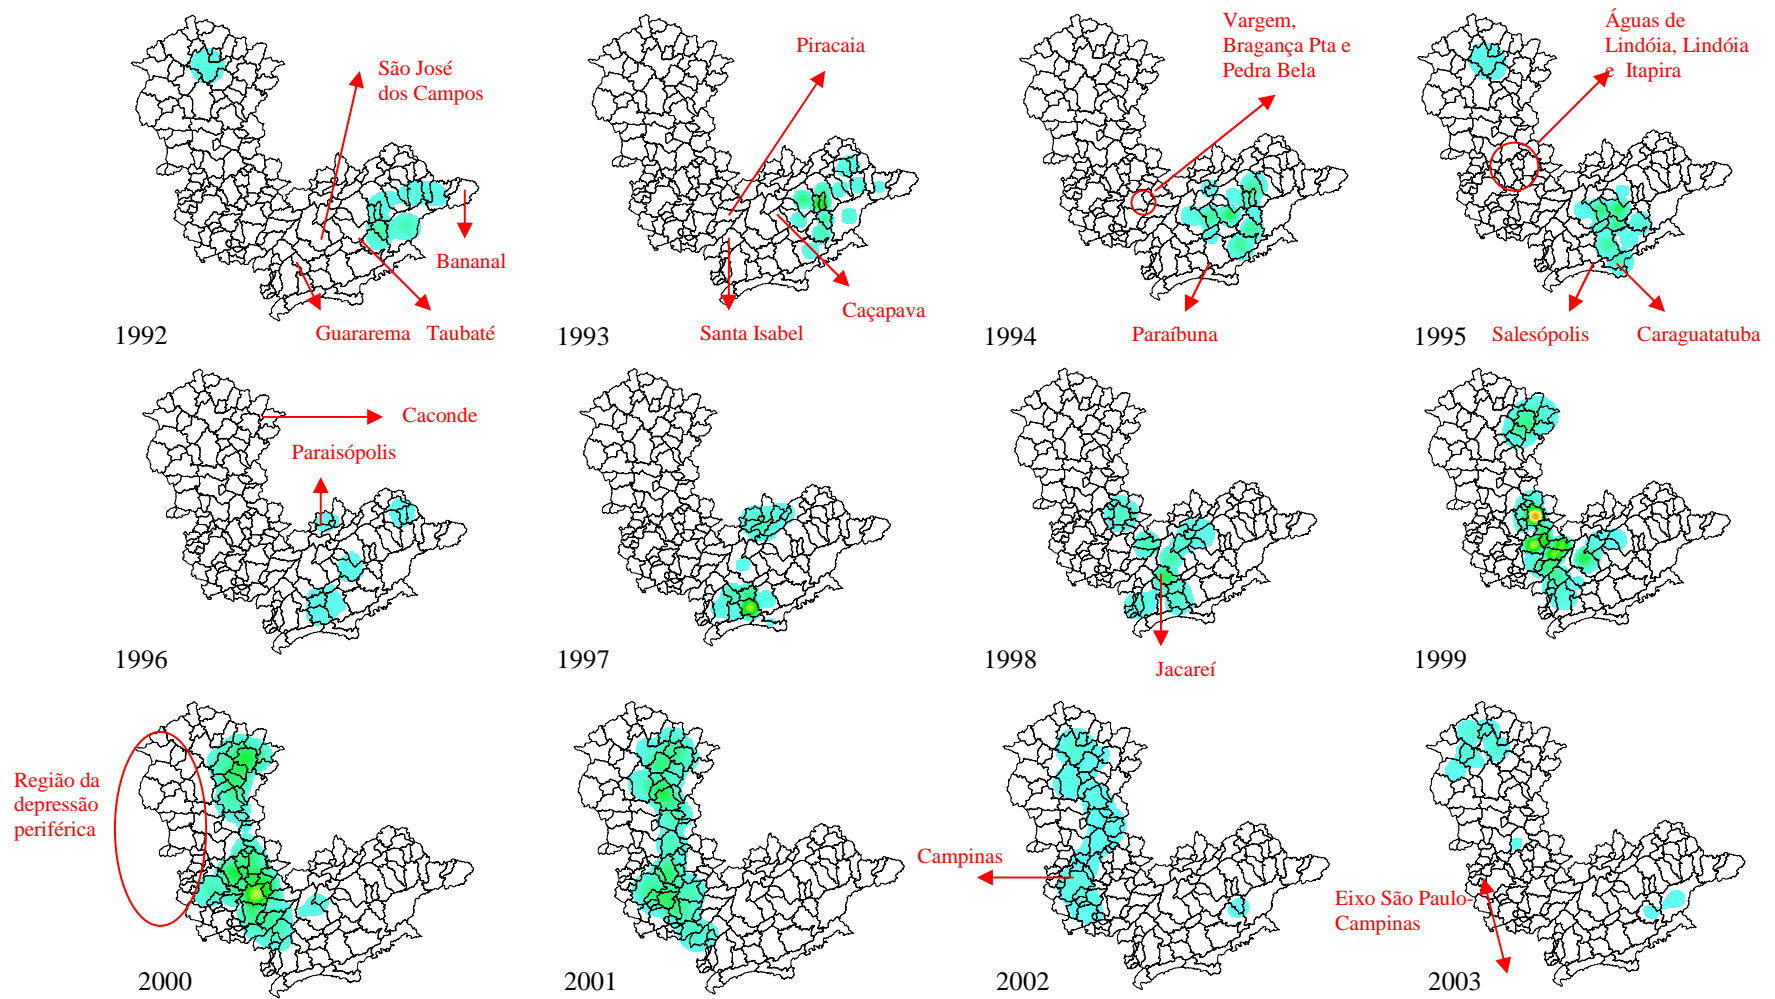 São José
dos Campos
Bananal
Guararema
Taubaté
1992
Piracaia
Caçapava
Santa Isabel
1993
Vargem,
Bragança Pta e
Pedra Bela
Paraíbuna
1994
Águas de
Lindóia, Lindóia
e Itapira
Salesópolis
Caraguatatuba
1995
Caconde
Paraisópolis
1996
1997
Jacareí
1998
1999
Região da
depressão
periférica
2000
2001
Campinas
2002
Eixo São Paulo-
Campinas
2003